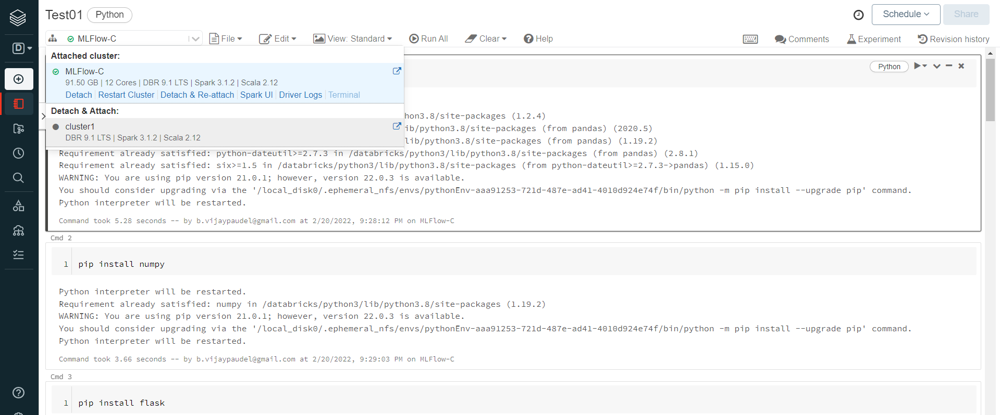 Test01 Python Schedule Share
MLFlow-C File Edit View: Standard Run All Clear Help Comments Experiment Revision history
D
Attached cluster:
MLFlow-C
91.50 GB | 12 Cores | DBR 9.1 LTS | Spark 3.1.2 | Scala 2.12
Detach Restart Cluster Detach & Re-attach Spark UI Driver Logs Terminal
Detach & Attach:
cluster1
DBR 9.1 LTS | Spark 3.1.2 | Scala 2.12
Python
hon3.8/site-packages (1.2.4)
ib/python3.8/site-packages (from pandas) (2020.5)
lib/python3.8/site-packages (from pandas) (1.19.2)
Requirement already satisfied: python-dateutil>=2.7.3 in /databricks/python3/lib/python3.8/site-packages (from pandas) (2.8.1)
Requirement already satisfied: six>=1.5 in /databricks/python3/lib/python3.8/site-packages (from python-dateutil>=2.7.3->pandas) (1.15.0)
WARNING: You are using pip version 21.0.1; however, version 22.0.3 is available.
You should consider upgrading via the '/local_disk0/.ephemeral_nfs/envs/pythonEnv-aaa91253-721d-487e-ad41-4010d924e74f/bin/python -m pip install --upgrade pip' command.
Python interpreter will be restarted.
Command took 5.28 seconds -- by b.vijaypaudel@gmail.com at 2/20/2022, 9:28:12 PM on MLFlow-C
Cmd 2
1 pip install numpy
Python interpreter will be restarted.
Requirement already satisfied: numpy in /databricks/python3/lib/python3.8/site-packages (1.19.2)
WARNING: You are using pip version 21.0.1; however, version 22.0.3 is available.
You should consider upgrading via the '/local_disk0/.ephemeral_nfs/envs/pythonEnv-aaa91253-721d-487e-ad41-4010d924e74f/bin/python -m pip install --upgrade pip' command.
Python interpreter will be restarted.
Command took 3.66 seconds -- by b.vijaypaudel@gmail.com at 2/20/2022, 9:29:03 PM on MLFlow-C
Cmd 3
1 pip install flask